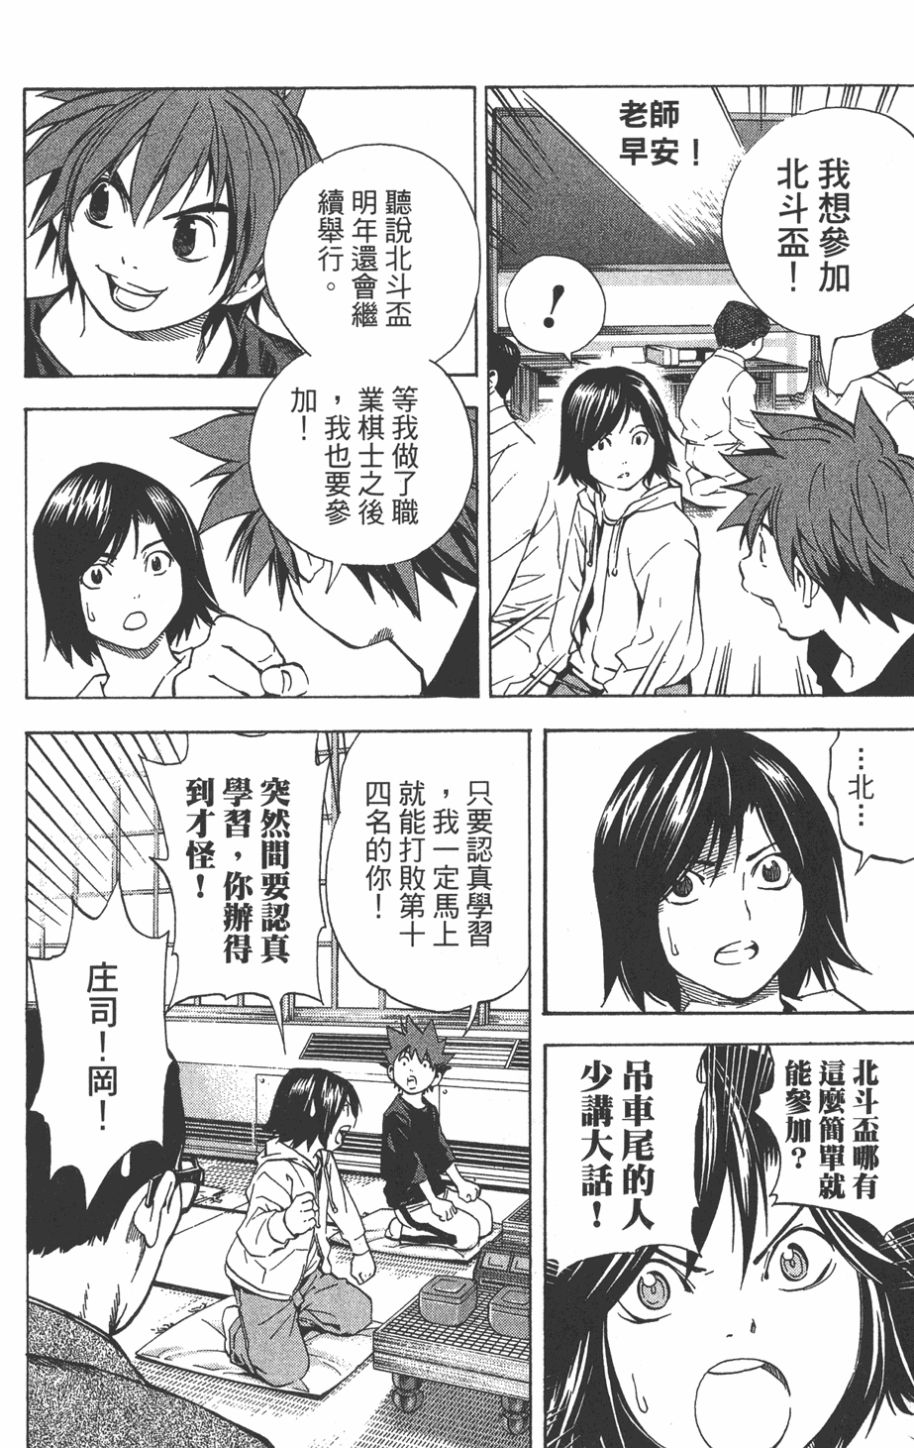 我想參加
北斗盃！
老師
早安！
！
聽說北斗盃
明年還會繼
續舉行。
等我做了職
業棋士之後
，我也要參
加！
…北…
北斗盃哪有
這麼簡單就
能參加？
吊車尾的人
少講大話！
只要認真學習
，我一定馬上
就能打敗第十
四名的你！
突然間要認真
學習，你辦得
到才怪！
庄司！岡！